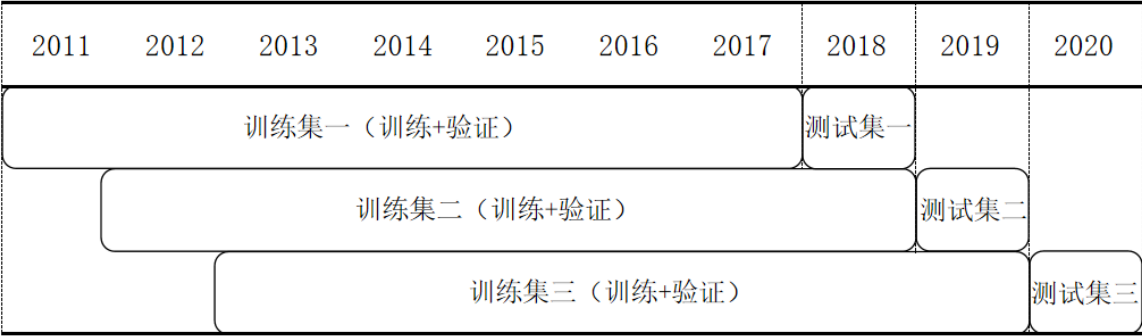 2011 2012 2013 2014 2015 2016 2017 2018 2019 2020
训练集一（训练+验证） 测试集一
训练集二（训练+验证） 测试集二
训练集三（训练+验证） 测试集三